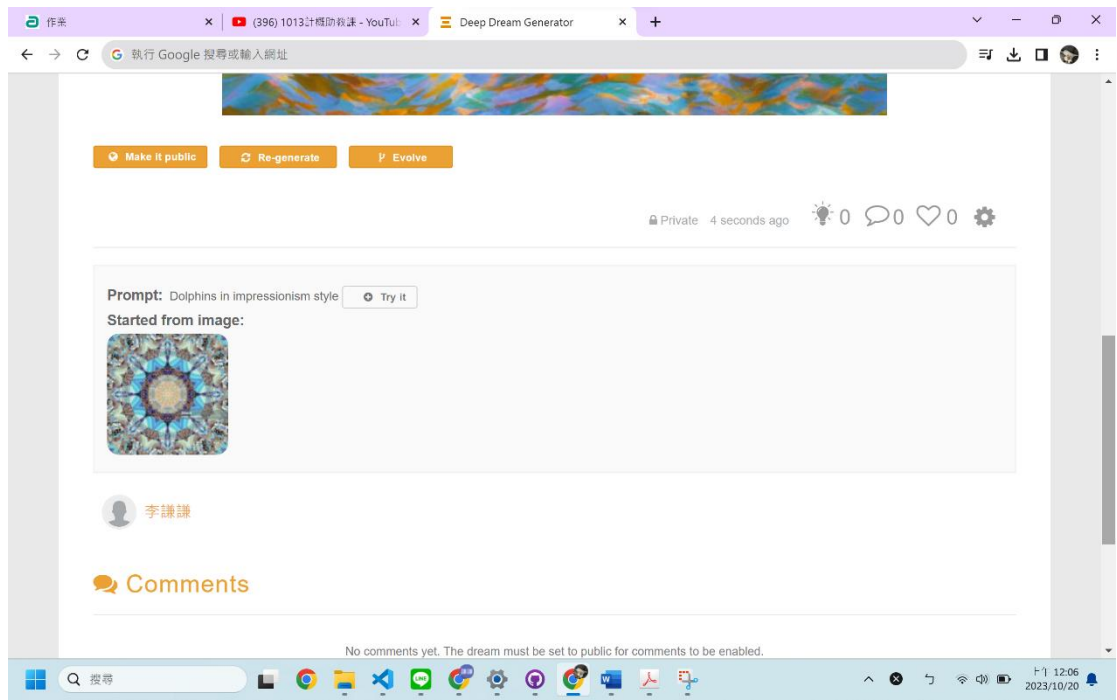 作業
(396) 1013計概助教課 - YouTub
Deep Dream Generator
執行 Google 搜尋或輸入網址
Make it public
Re-generate
Evolve
Private 4 seconds ago 0 0 0
Prompt: Dolphins in impressionism style Try it
Started from image:
李謙謙
Comments
No comments yet. The dream must be set to public for comments to be enabled.
搜尋
上午 12:06
2023/10/20